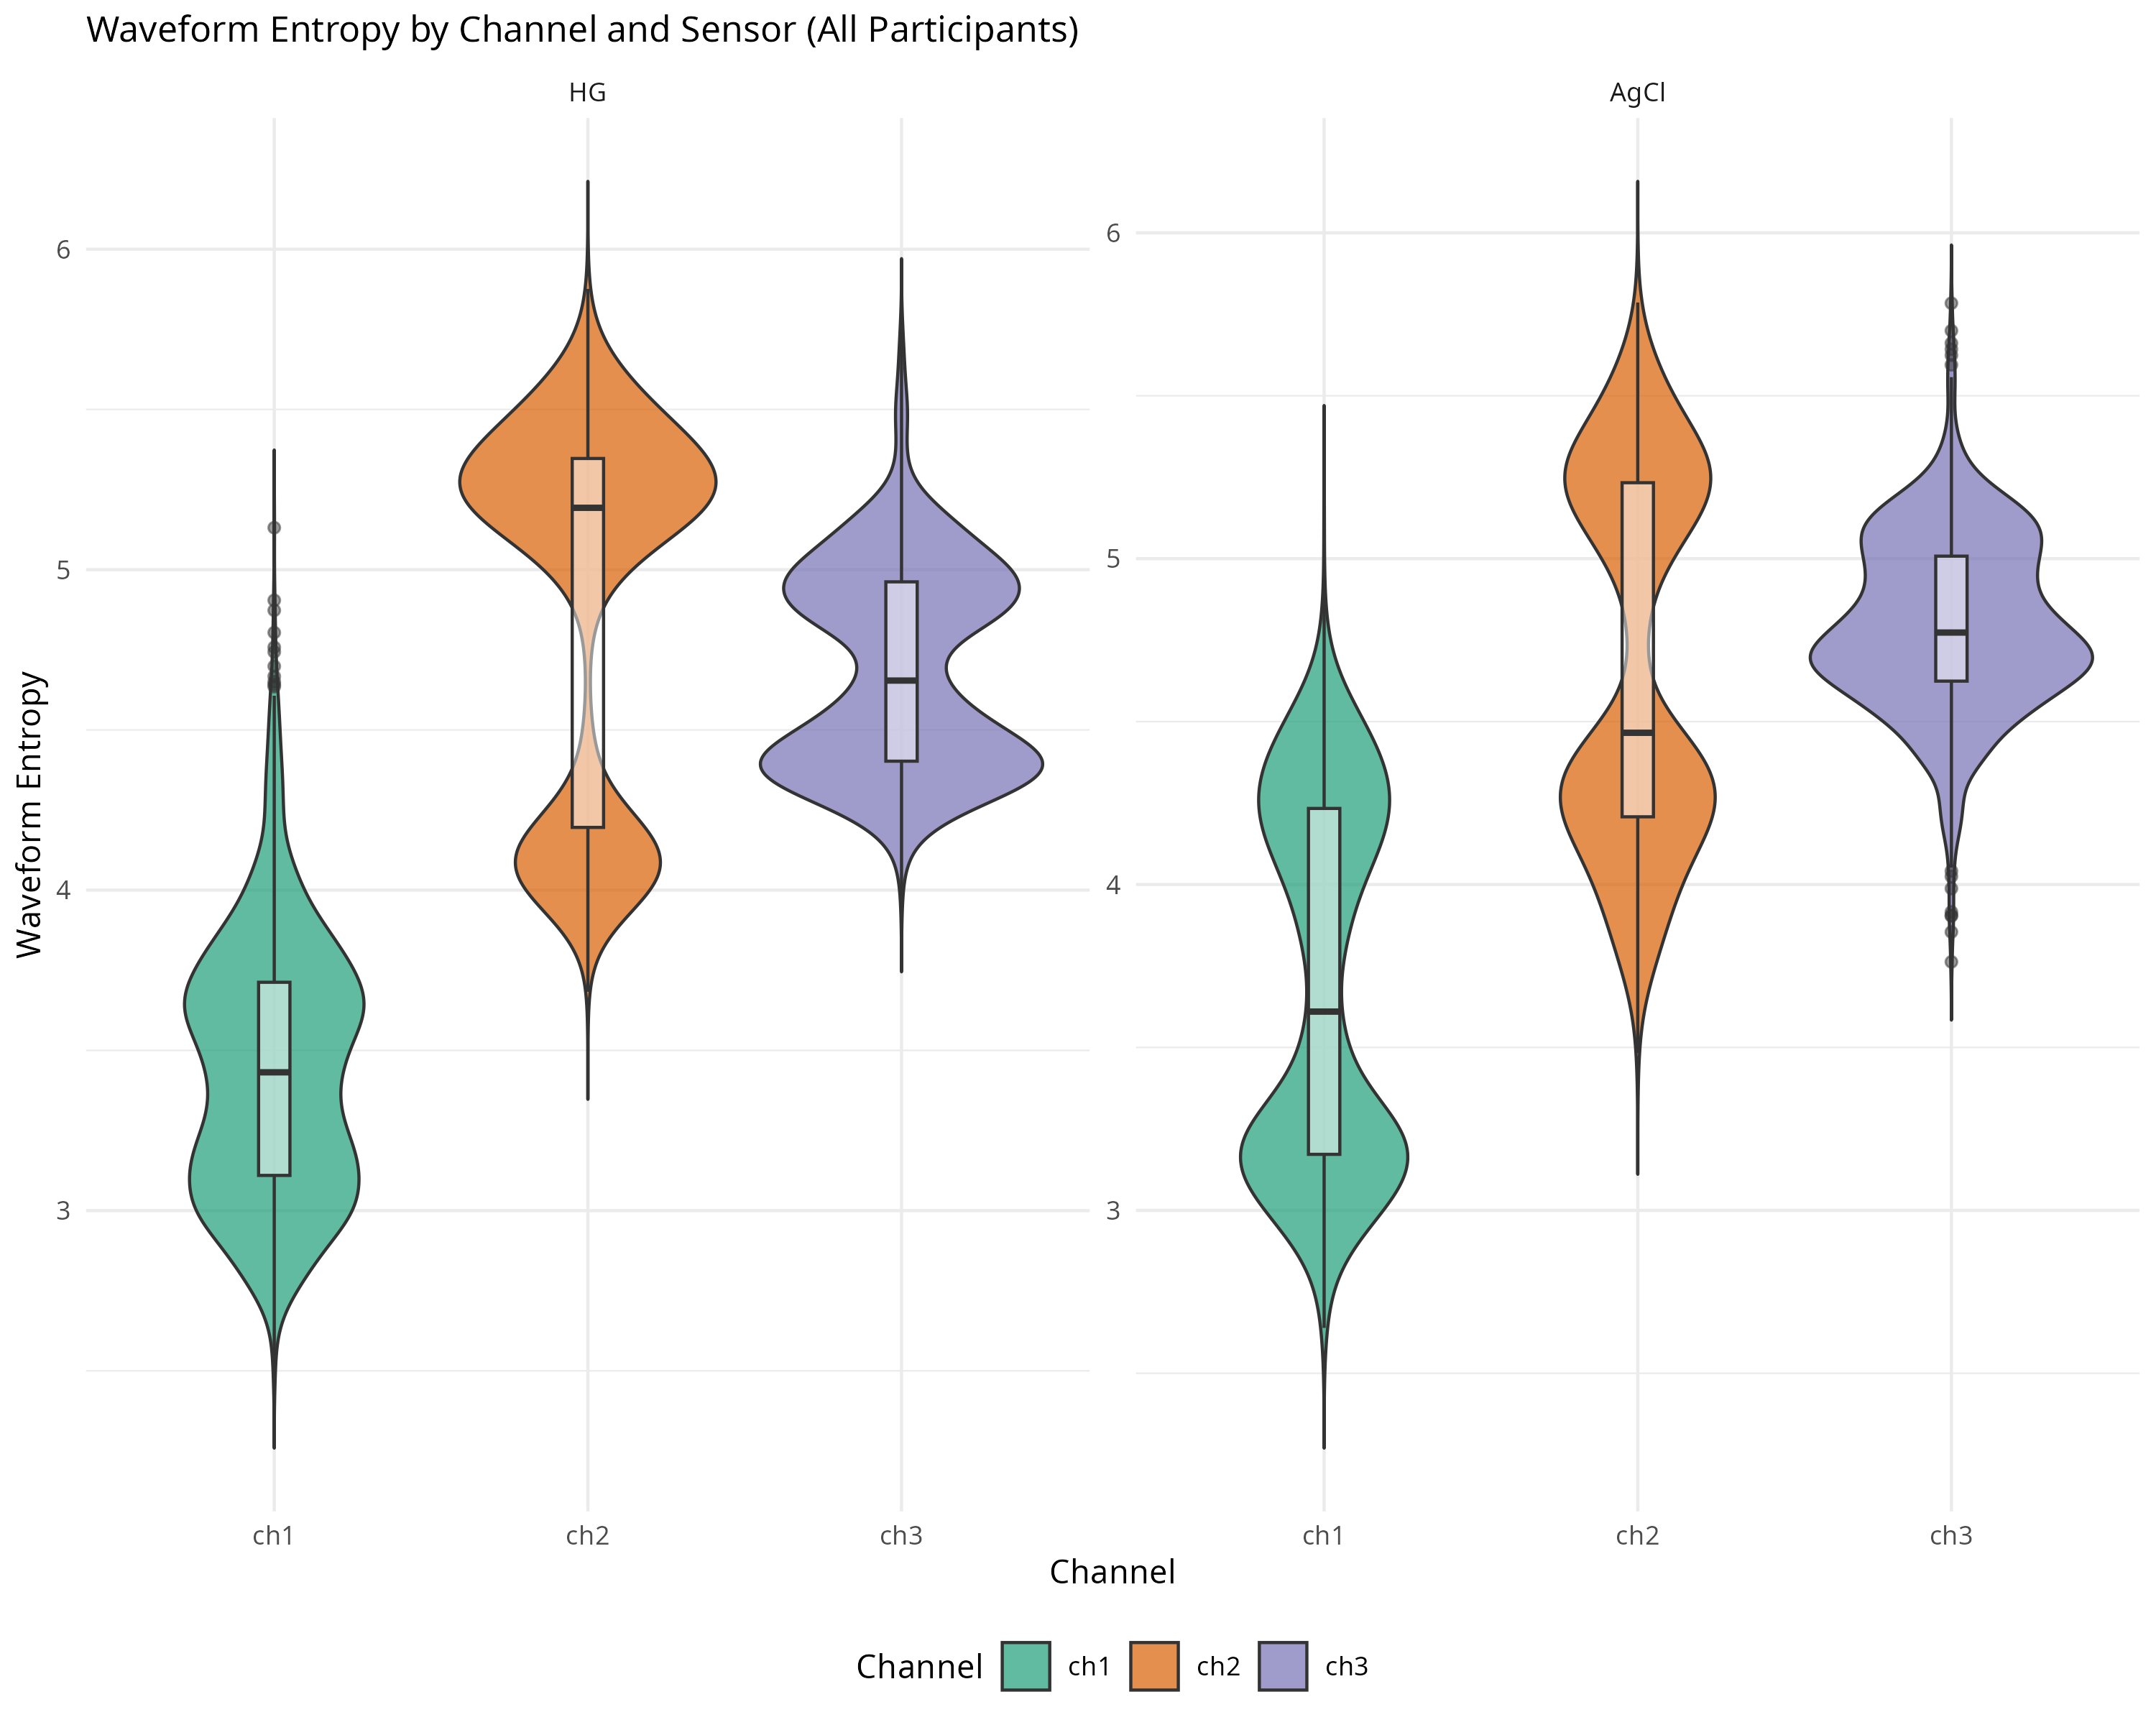 Waveform Entropy by Channel and Sensor (All Participants)
HG
AgCl
Waveform Entropy
6
5
4
3
6
5
4
3
ch1
ch2
ch3
ch1
ch2
ch3
Channel
Channel
ch1
ch2
ch3